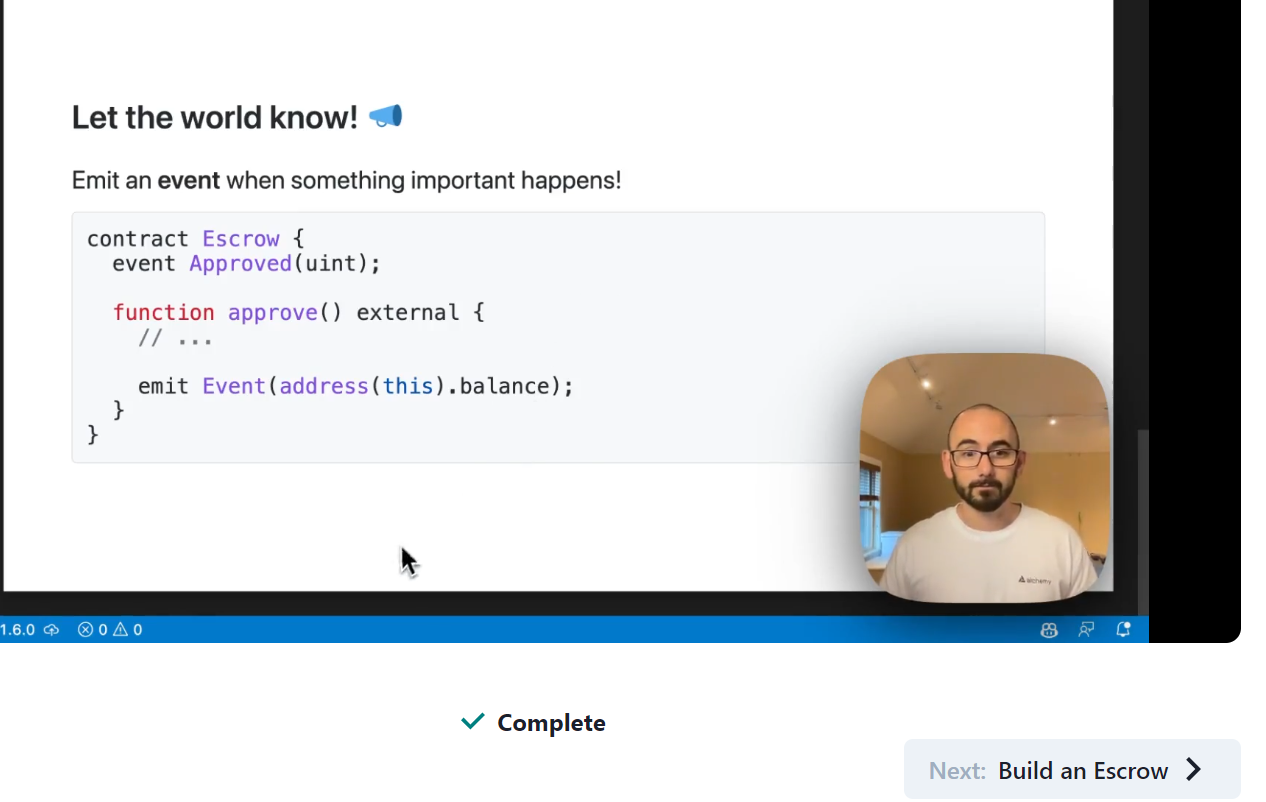 Let the world know!
Emit an event when something important happens!
contract Escrow {
event Approved(uint);
function approve() external {
// ...
emit Event(address(this).balance);
}
}
alchemy
1.6.0 0 0
Complete
Next: Build an Escrow